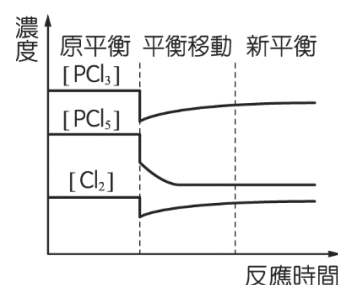 濃度
原平衡 平衡移動 新平衡
[PCl₃]
[PCl₅]
[Cl₂]
反應時間